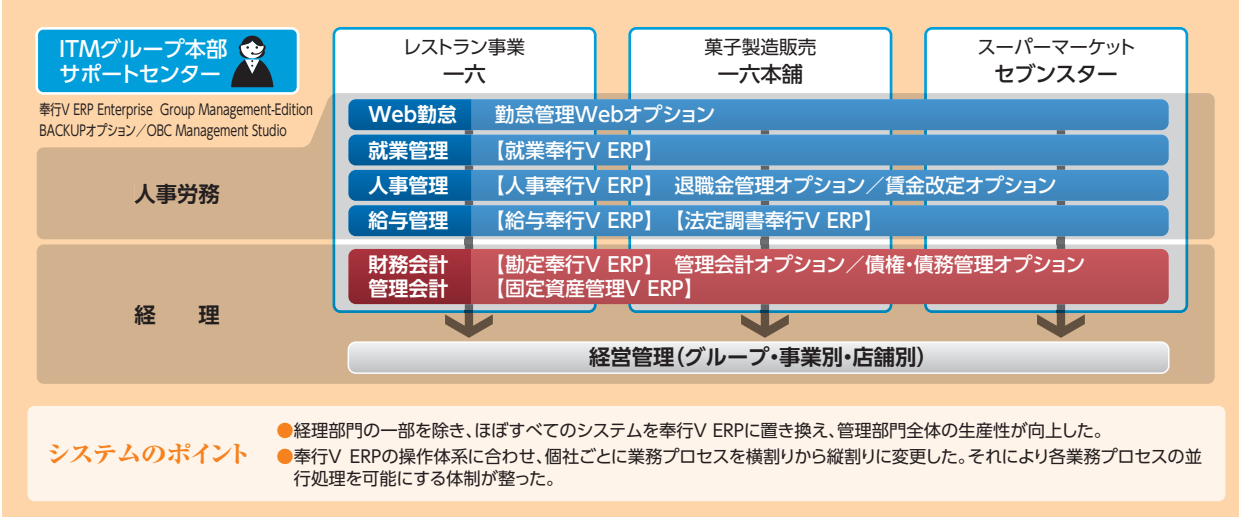 ITMグループ本部
サポートセンター
奉行V ERP Enterprise Group Management-Edition
BACKUPオプション／OBC Management Studio
レストラン事業
一六
菓子製造販売
一六本舗
スーパーマーケット
セブンスター
人事労務
Web勤怠 勤怠管理Webオプション
就業管理 【就業奉行V ERP】
人事管理 【人事奉行V ERP】 退職金管理オプション／賃金改定オプション
給与管理 【給与奉行V ERP】【法定調書奉行V ERP】
経 理
財務会計 【勘定奉行V ERP】 管理会計オプション／債権・債務管理オプション
管理会計 【固定資産管理V ERP】
経営管理（グループ・事業別・店舗別）
システムのポイント
●経理部門の一部を除き、ほぼすべてのシステムを奉行V ERPに置き換え、管理部門全体の生産性が向上した。
●奉行V ERPの操作体系に合わせ、個社ごとに業務プロセスを横割りから縦割りに変更した。それにより各業務プロセスの並
行処理を可能にする体制が整った。